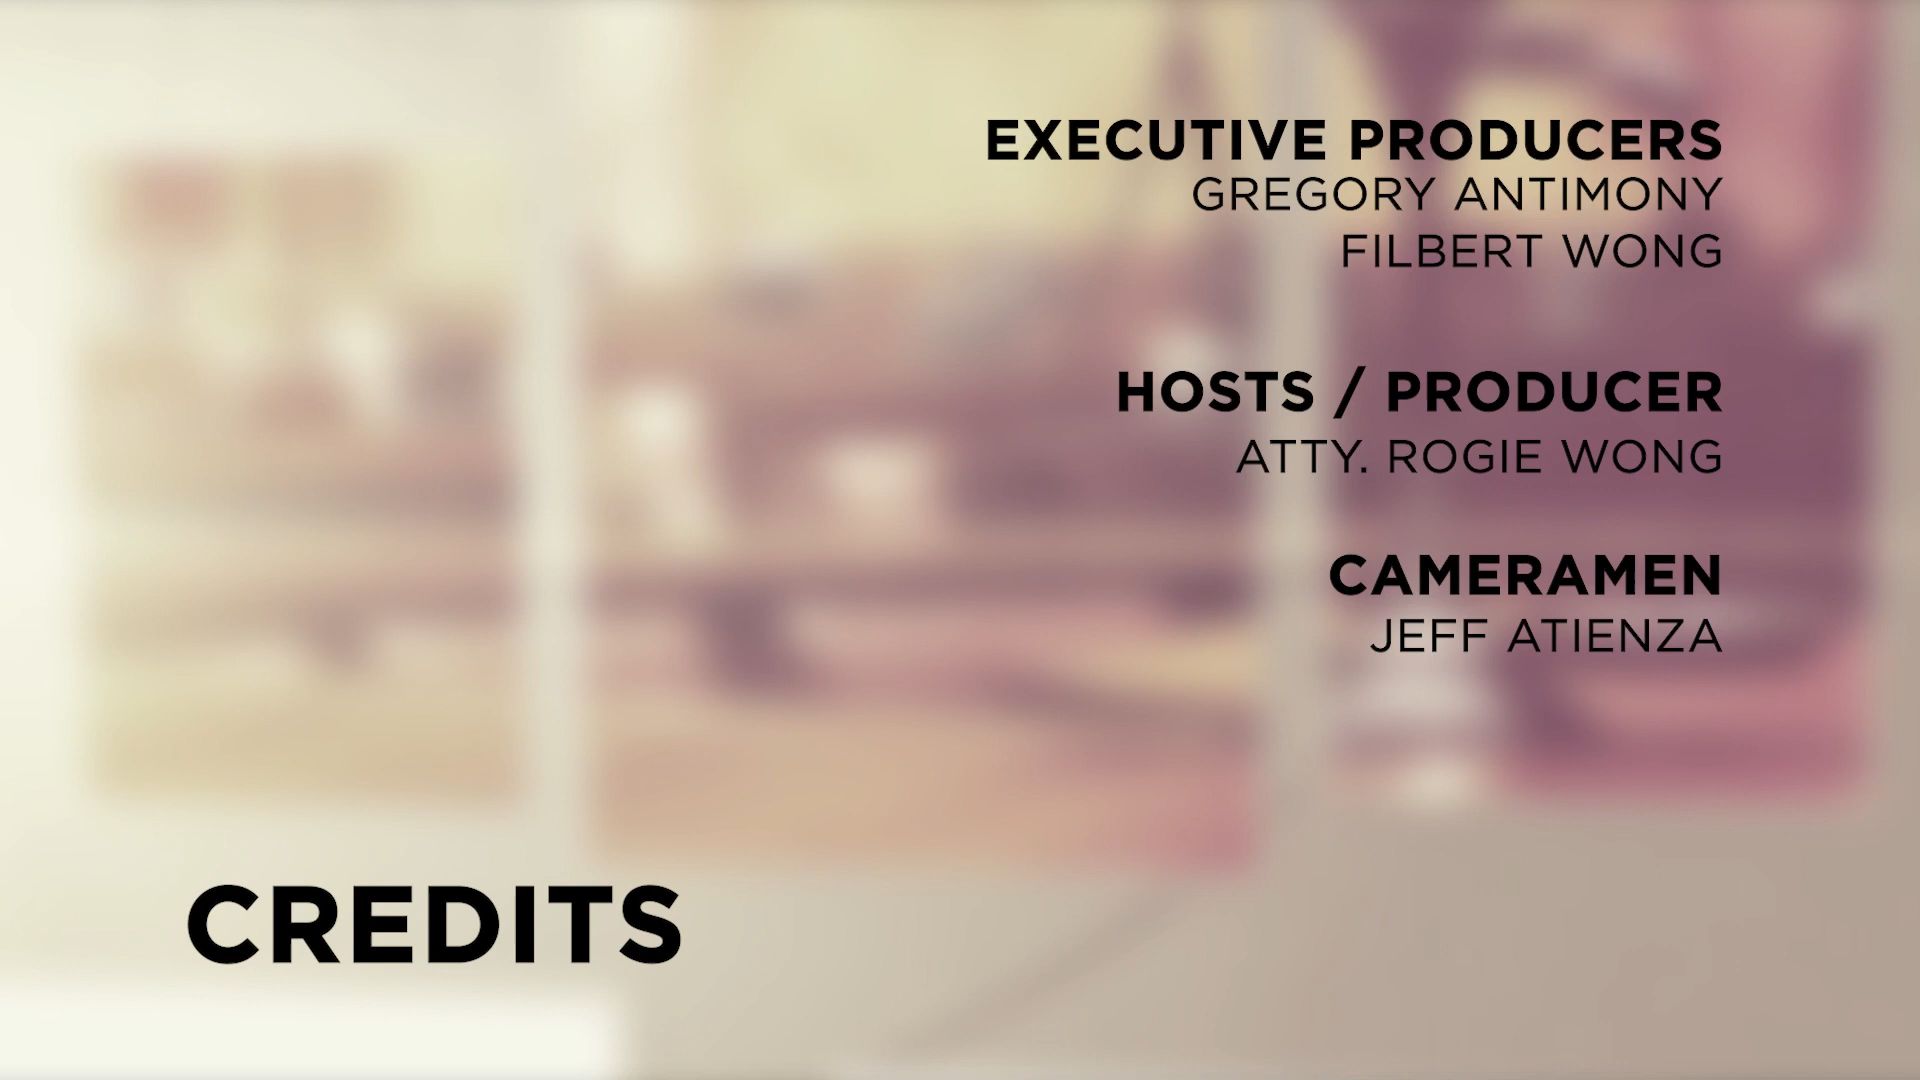 EXECUTIVE PRODUCERS
GREGORY ANTIMONY
FILBERT WONG
HOSTS / PRODUCER
ATTY. ROGIE WONG
CAMERAMEN
JEFF ATIENZA
CREDITS